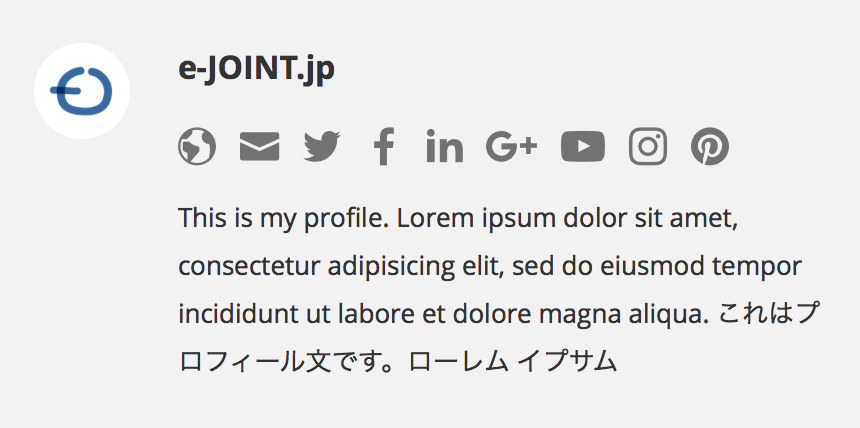 e-JOINT.jp
This is my profile. Lorem ipsum dolor sit amet,
consectetur adipisicing elit, sed do eiusmod tempor
incididunt ut labore et dolore magna aliqua. これはプ
ロフィール文です。ローレム イプサム